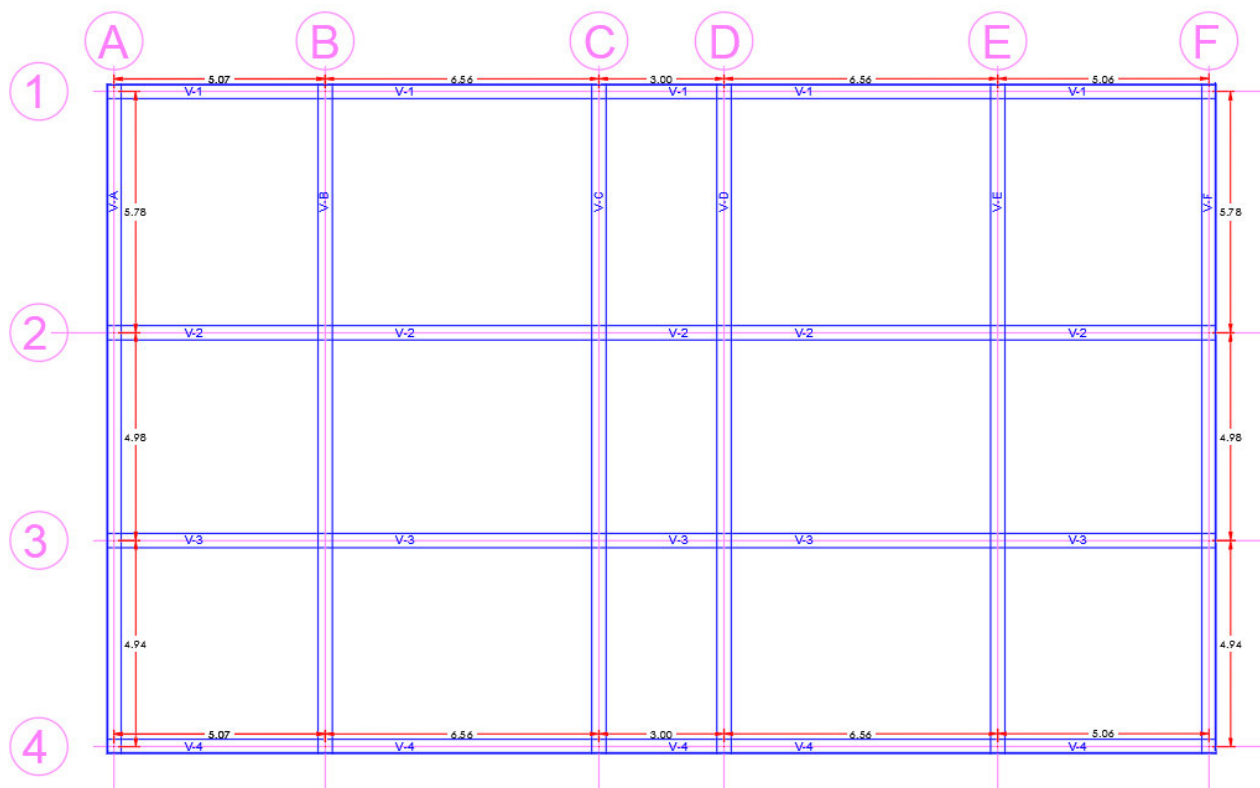 A B C D E F
5.07 6.56 3.00 6.56 5.06
1 V-1 V-1 V-1 V-1 V-1
V-A V-B V-C V-D V-E V-F
5.78 5.78
2 V-2 V-2 V-2 V-2 V-2
4.98 4.98
3 V-3 V-3 V-3 V-3 V-3
4.94 4.94
5.07 6.56 3.00 6.56 5.06
4 V-4 V-4 V-4 V-4 V-4